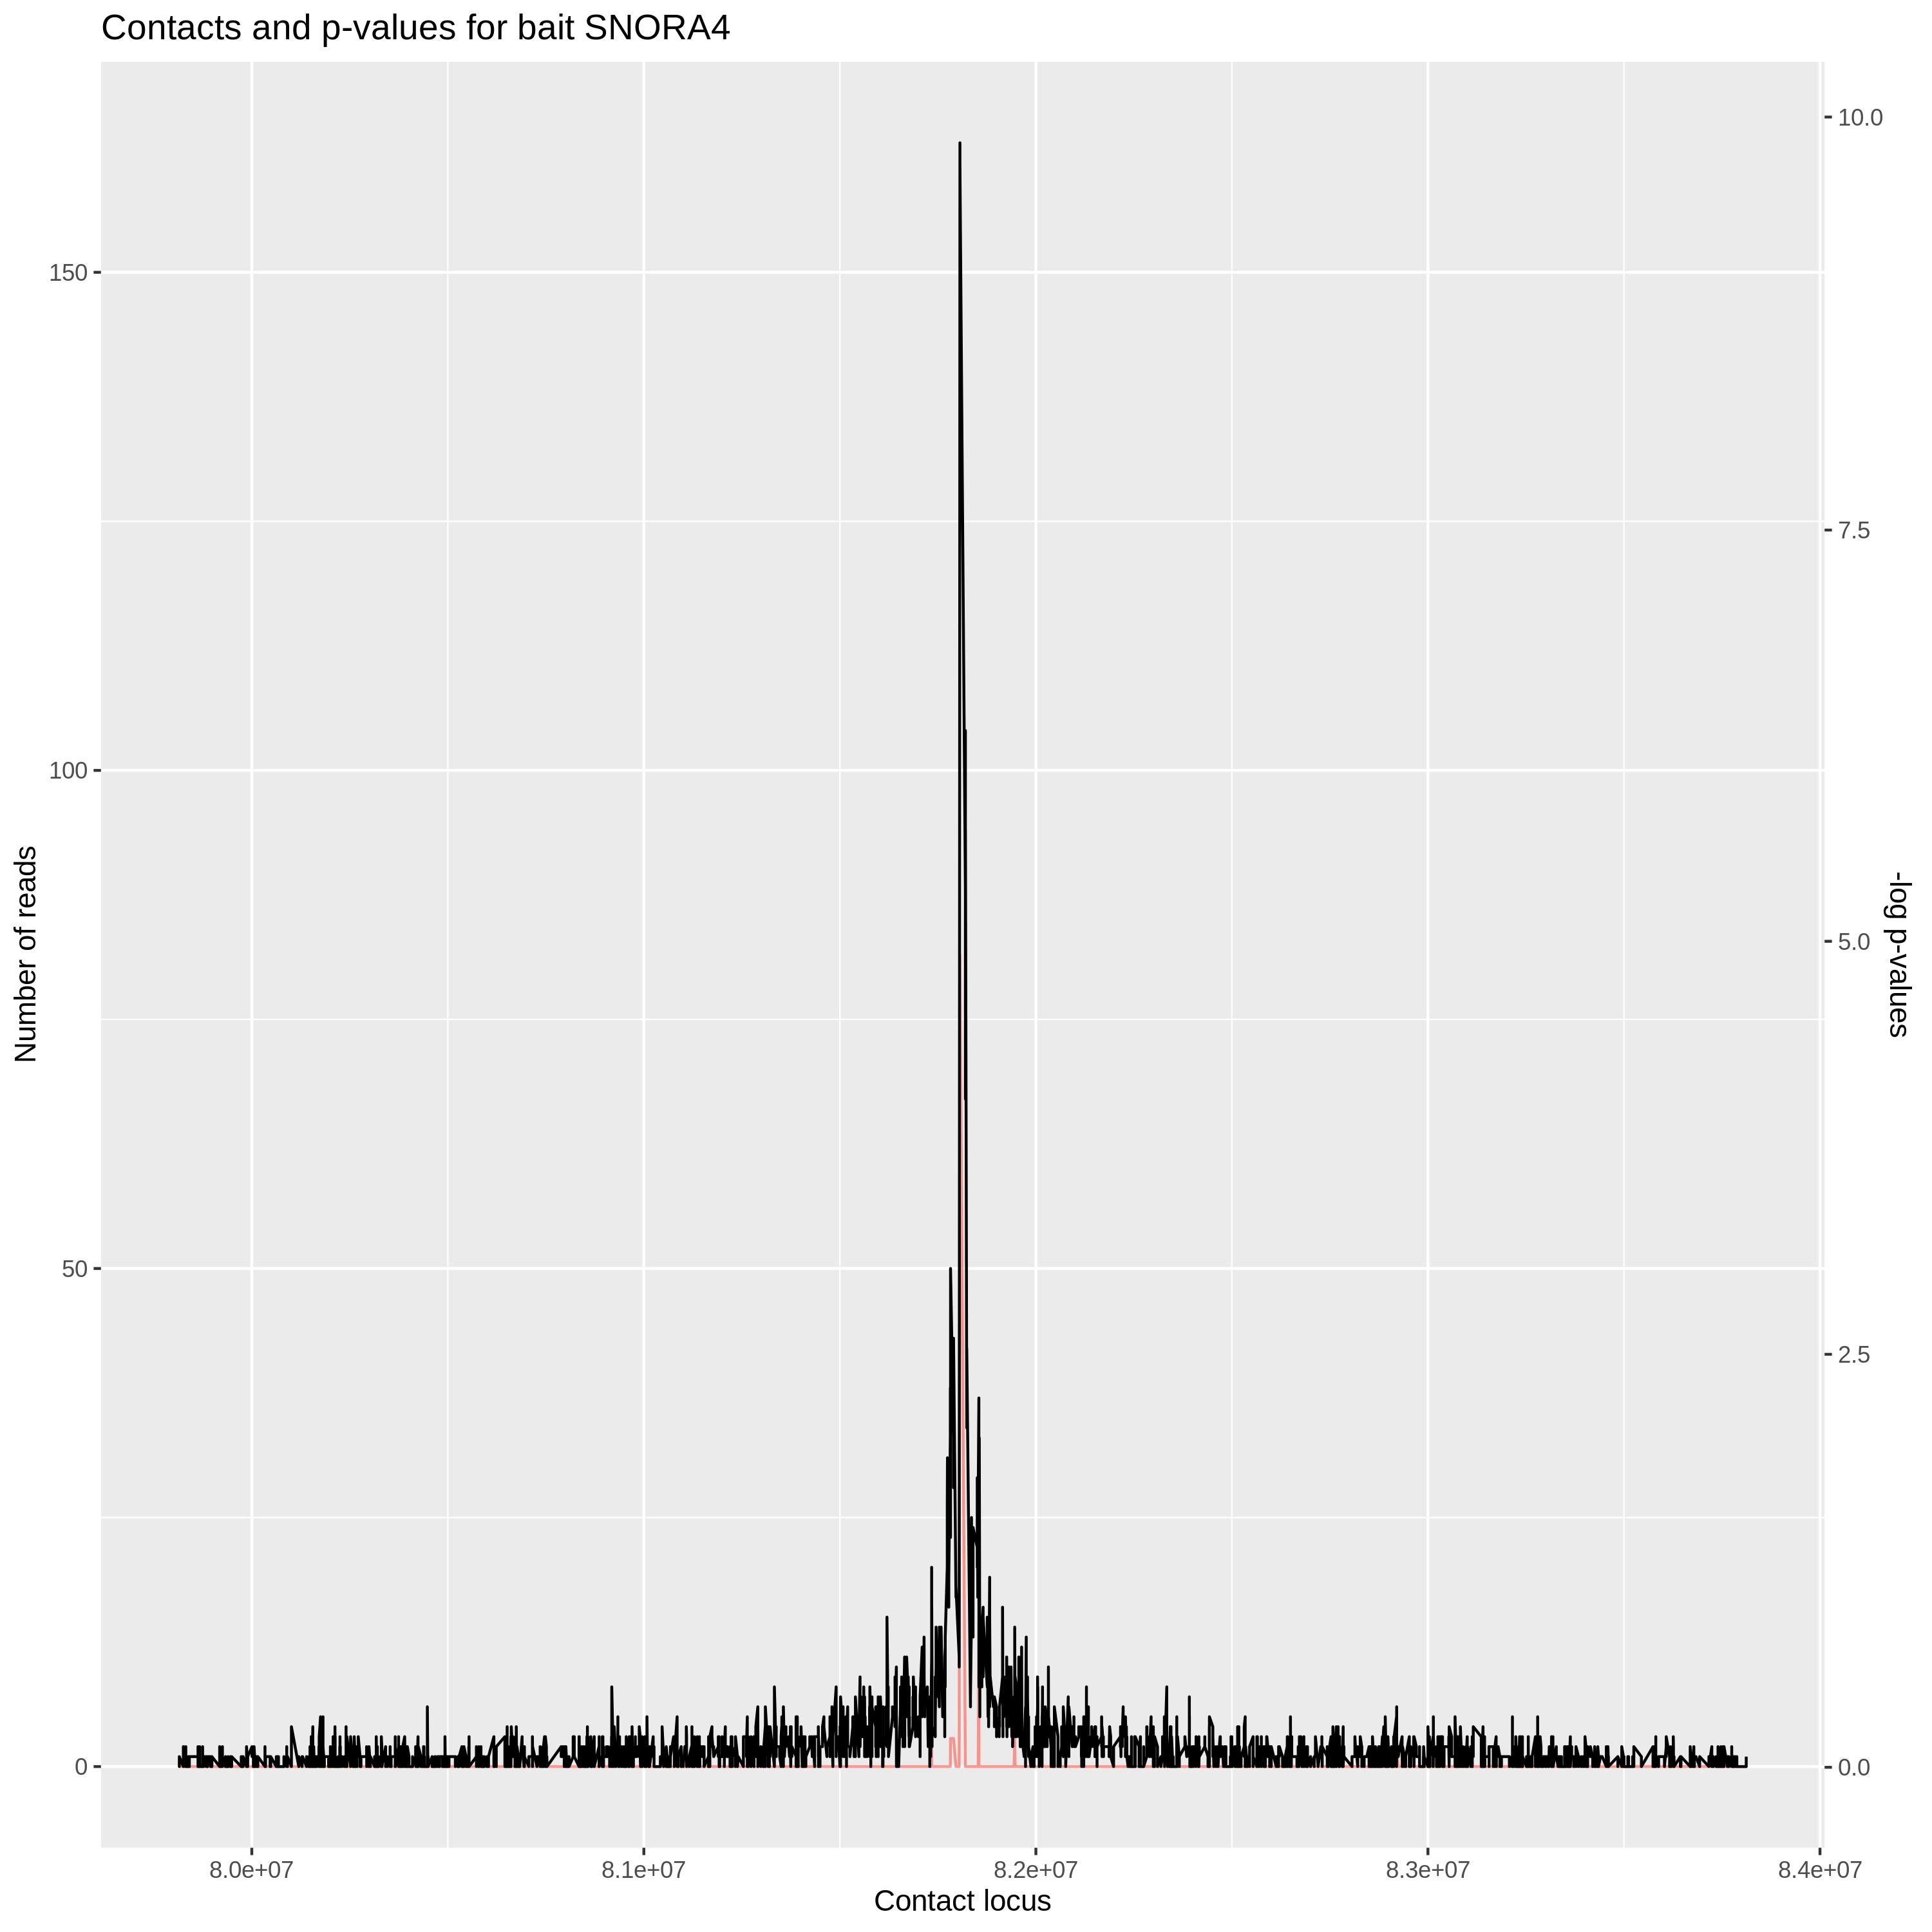 Contacts and p-values for bait SNORA4
10.0
150
7.5
100
5.0
Number of reads
-log p-values
50
2.5
0
0.0
8.0e+07 8.1e+07 8.2e+07 8.3e+07 8.4e+07
Contact locus